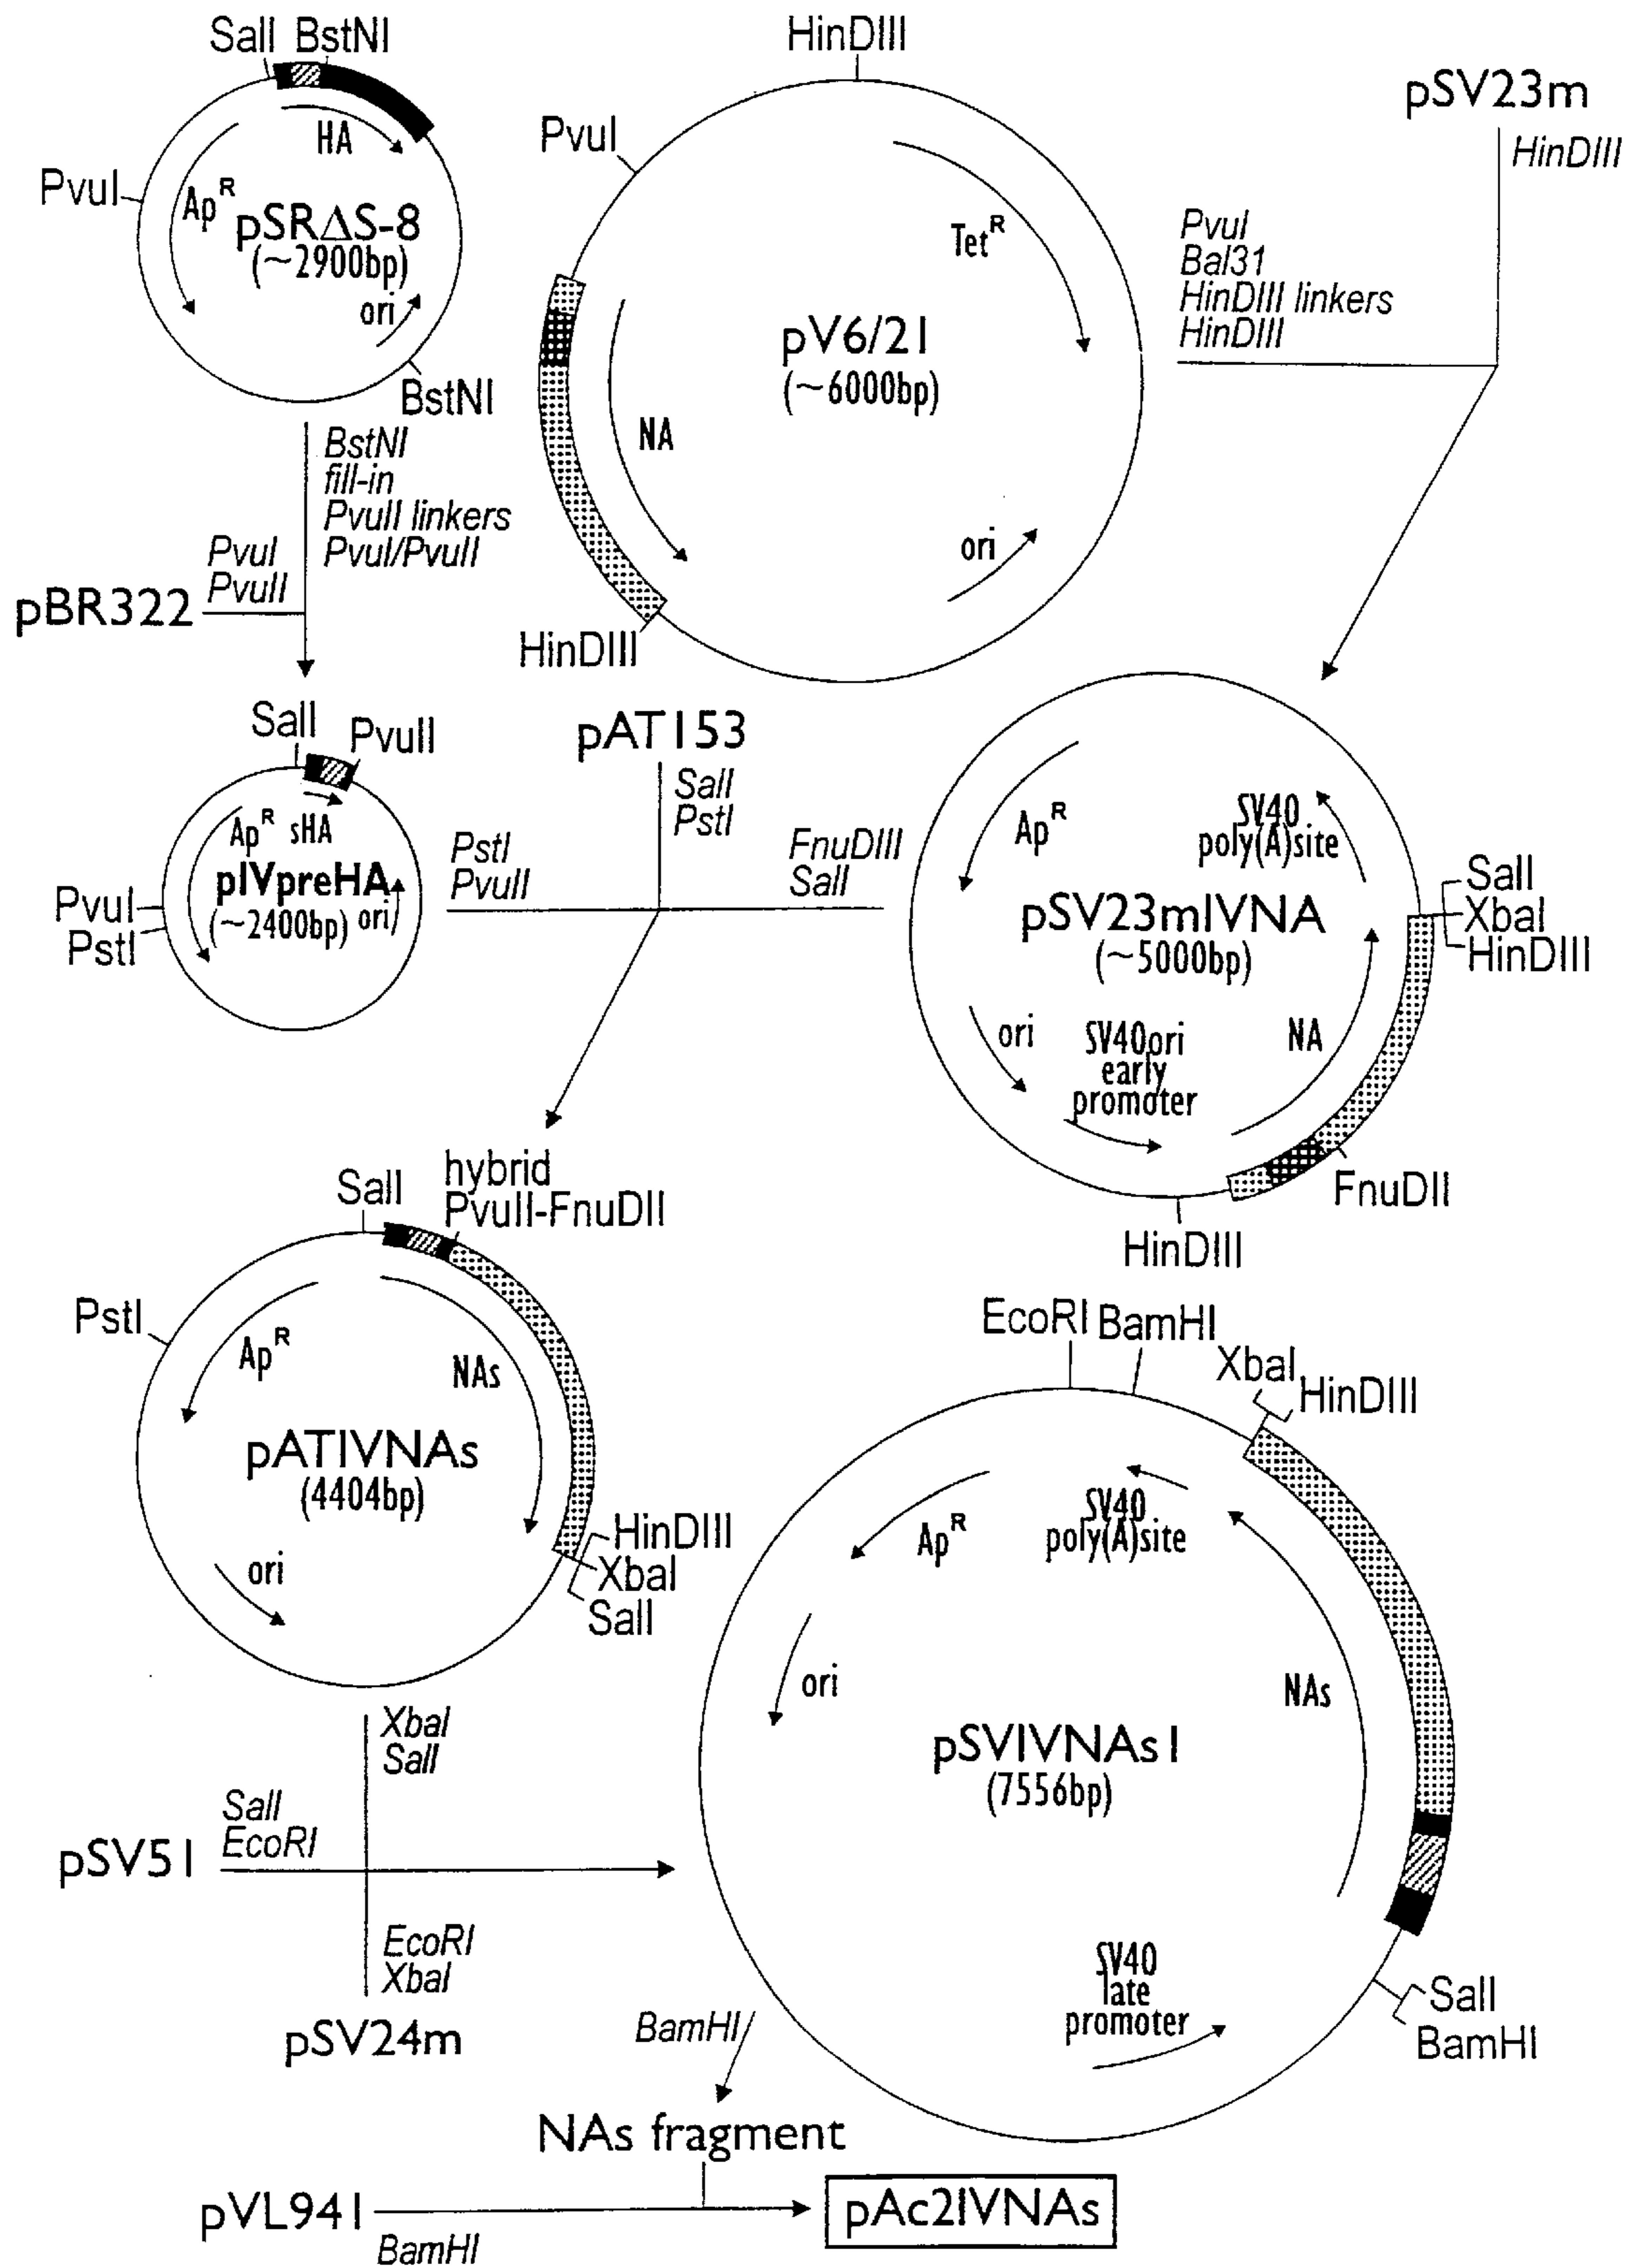 SalI BstNI
HA
PvuI
Ap^R
pSRΔS-8
(~2900bp)
ori
BstNI
HinDIII
PvuI
Tet^R
pV6/21
(~6000bp)
NA
ori
HinDIII
pSV23m
HinDIII
PvuI
Bal31
HinDIII linkers
HinDIII
BstNI
fill-in
PvuII linkers
PvuI/PvuII
PvuI
PvuII
pBR322
SalI
PvuII
Ap^R sHA
pIVpreHA
(~2400bp) ori
PvuI
PstI
PstI
PvuII
pAT153
SalI
PstI
FnuDIII
SalI
Ap^R
SV40
poly(A)site
pSV23mIVNA
(~5000bp)
SalI
XbaI
HinDIII
ori
SV40ori
early
promoter
NA
FnuDII
HinDIII
SalI
hybrid
PvuII-FnuDII
PstI
Ap^R
NAs
pATIVNAs
(4404bp)
ori
HinDIII
XbaI
SalI
XbaI
SalI
SalI
EcoRI
pSV51
EcoRI
XbaI
pSV24m
EcoRI BamHI
XbaI
HinDIII
Ap^R
SV40
poly(A)site
ori
NAs
pSVIVNAs1
(7556bp)
SV40
late
promoter
SalI
BamHI
BamHI
NAs fragment
pVL941
BamHI
pAc2IVNAs